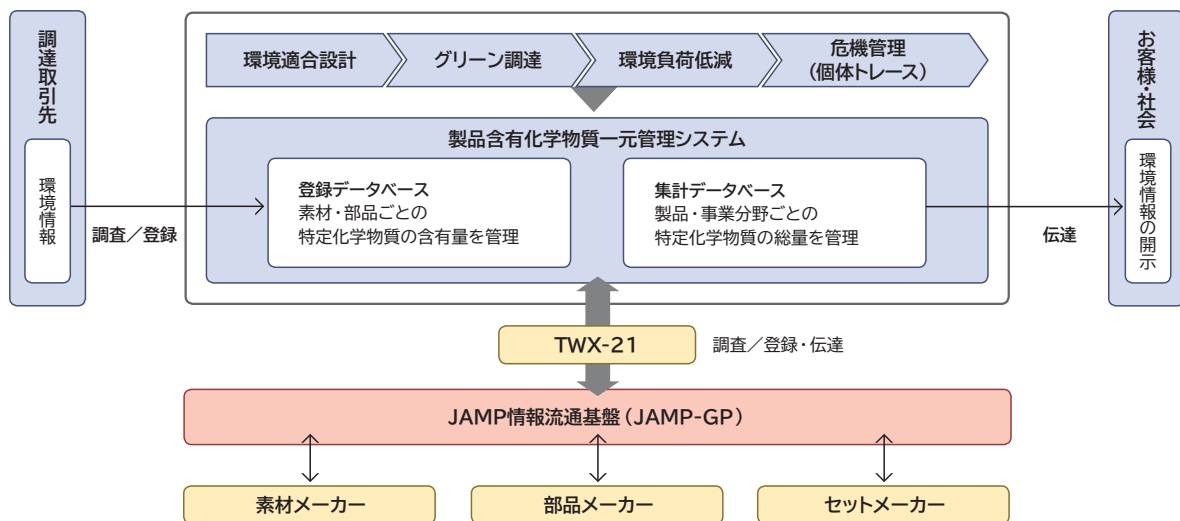 調達取引先
環境情報
調査／登録
環境適合設計
グリーン調達
環境負荷低減
危機管理
（個体トレース）
製品含有化学物質一元管理システム
登録データベース
素材・部品ごとの
特定化学物質の含有量を管理
集計データベース
製品・事業分野ごとの
特定化学物質の総量を管理
伝達
お客様・社会
環境情報の開示
TWX-21
調査／登録・伝達
JAMP情報流通基盤（JAMP-GP）
素材メーカー
部品メーカー
セットメーカー